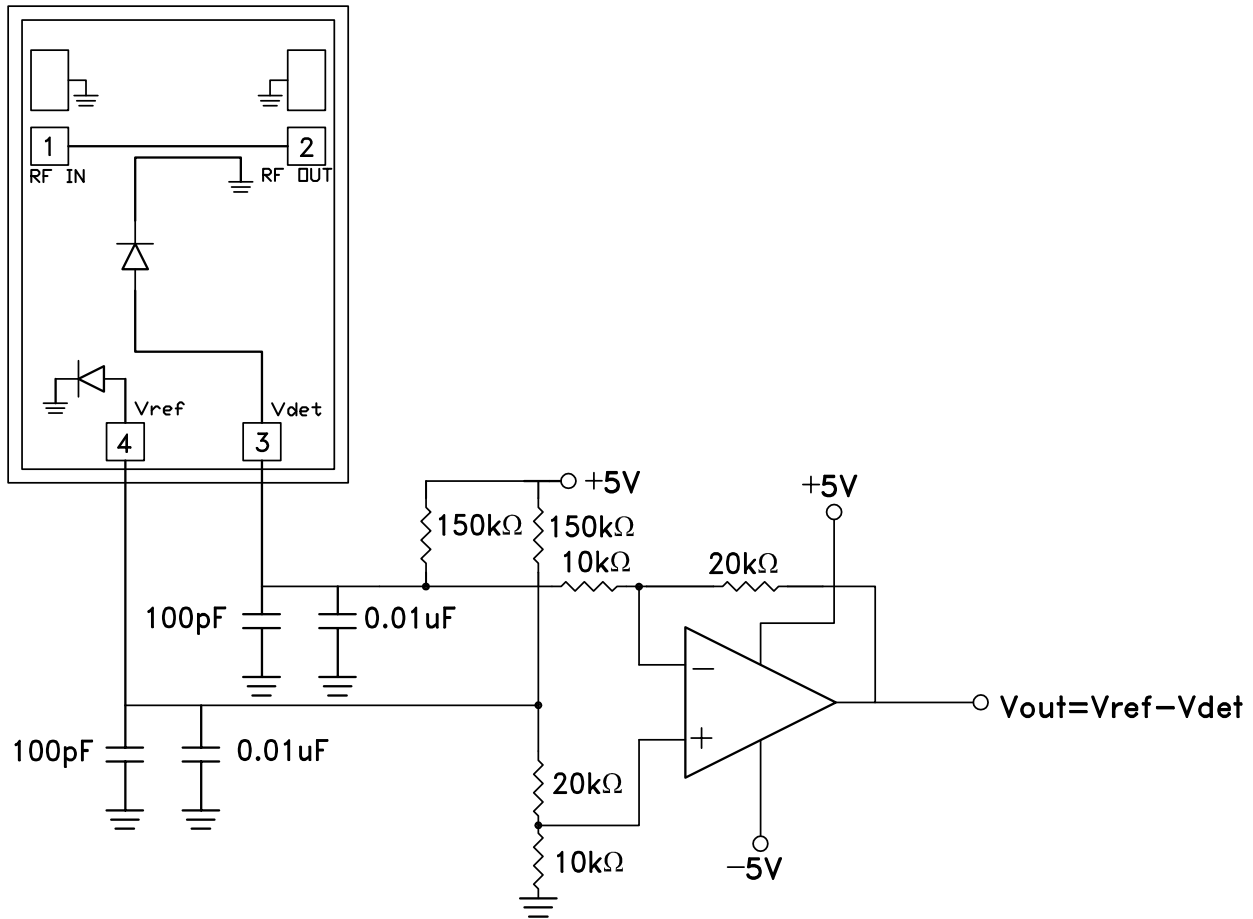 1
2
RF IN
RF OUT
Vref
Vdet
4
3
+5V
+5V
150kΩ
150kΩ
10kΩ
20kΩ
100pF
0.01uF
−
Vout=Vref−Vdet
+
100pF
0.01uF
20kΩ
10kΩ
−5V